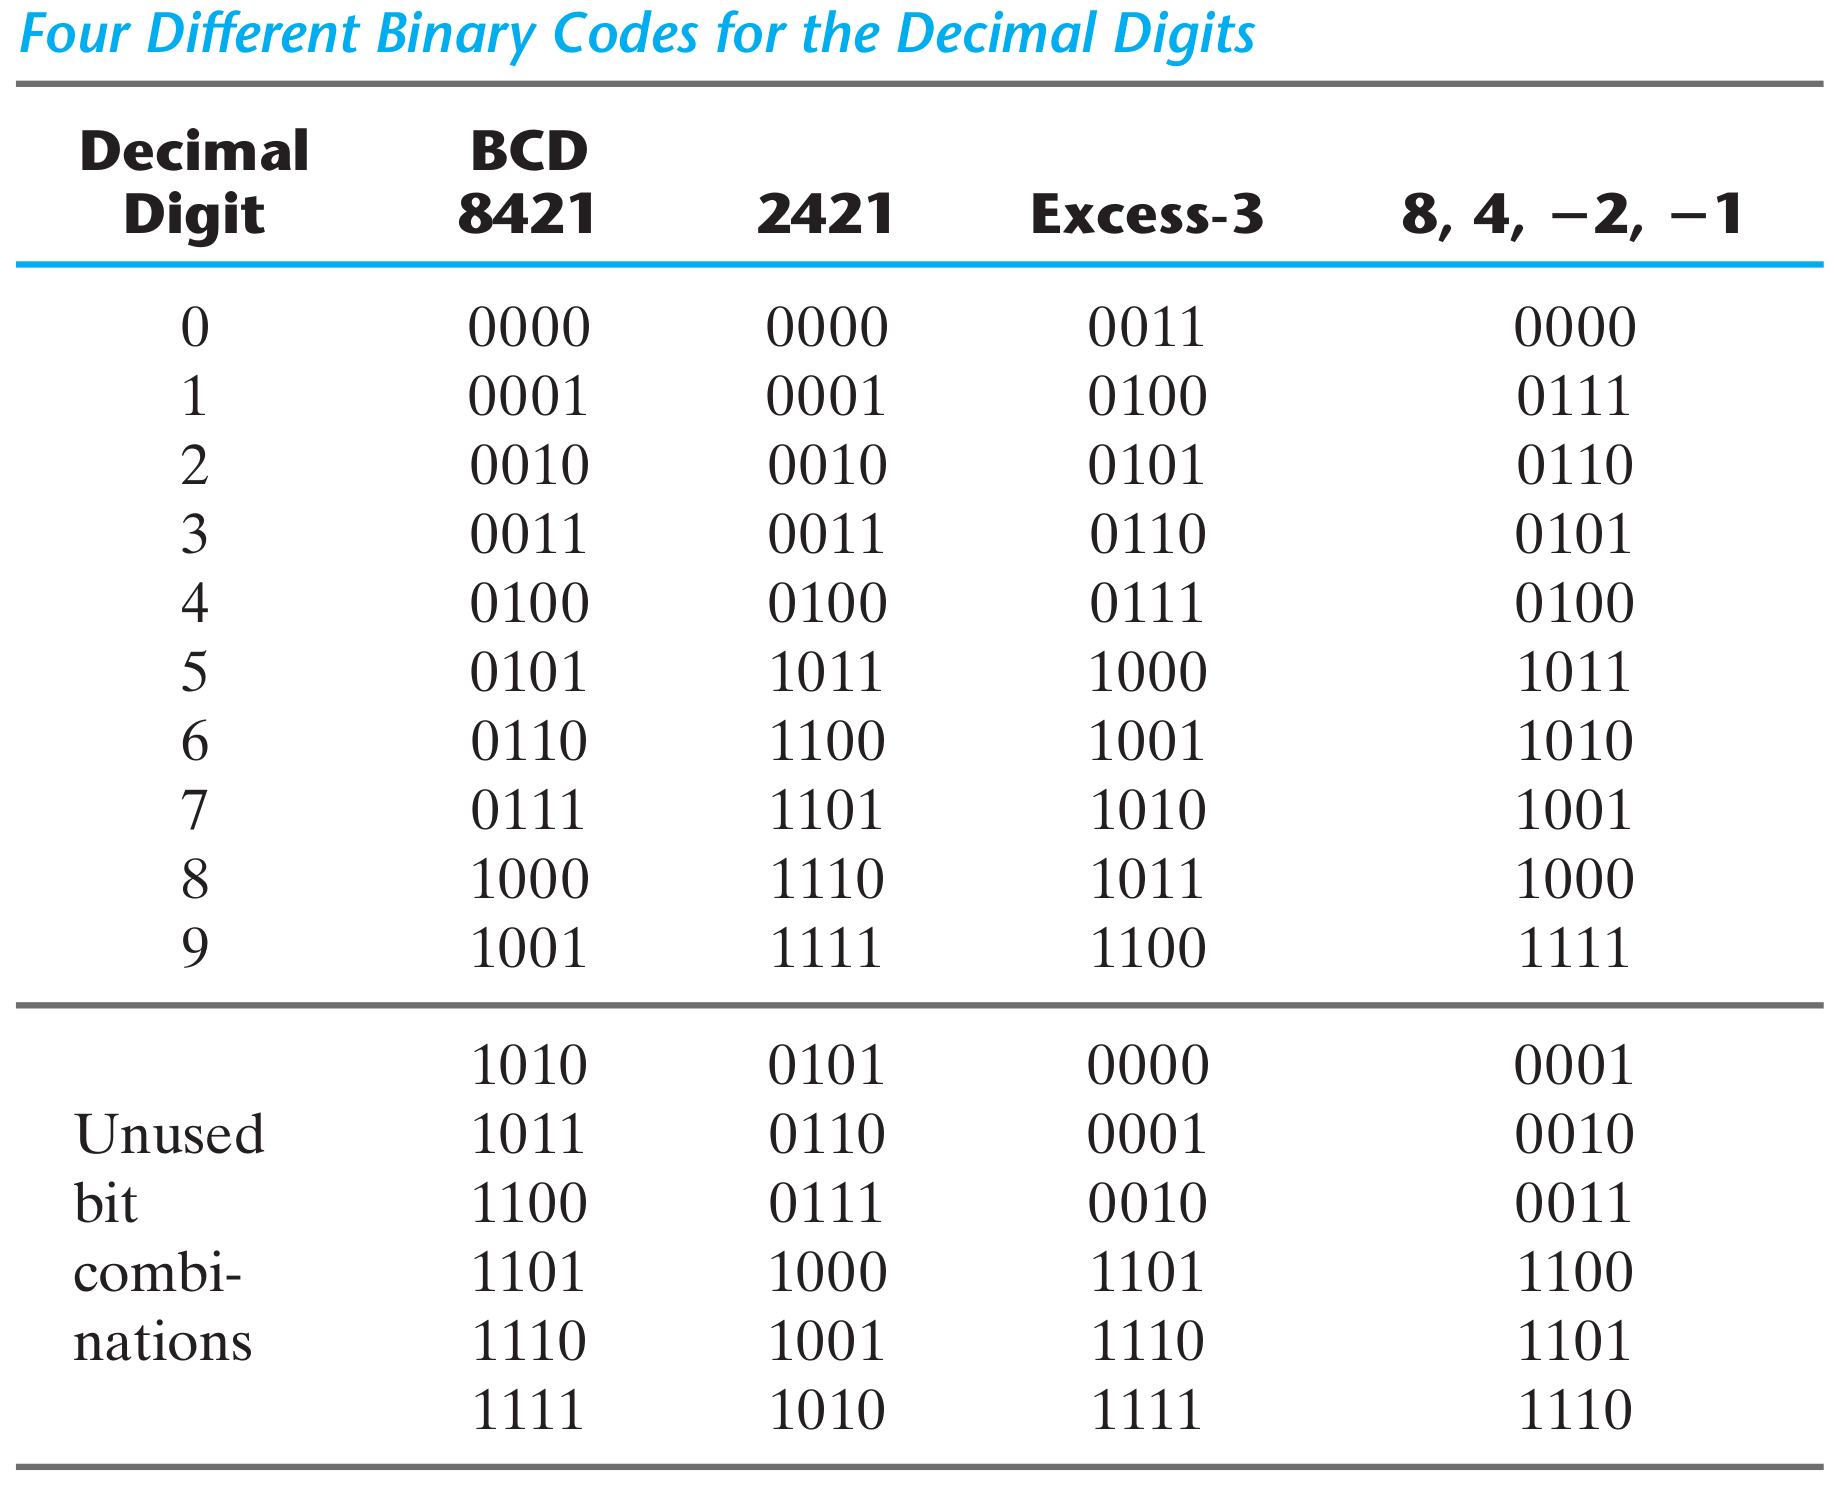 Four Different Binary Codes for the Decimal Digits
Decimal Digit BCD 8421 2421 Excess-3 8, 4, −2, −1
0 0000 0000 0011 0000
1 0001 0001 0100 0111
2 0010 0010 0101 0110
3 0011 0011 0110 0101
4 0100 0100 0111 0100
5 0101 1011 1000 1011
6 0110 1100 1001 1010
7 0111 1101 1010 1001
8 1000 1110 1011 1000
9 1001 1111 1100 1111
1010 0101 0000 0001
Unused 1011 0110 0001 0010
bit 1100 0111 0010 0011
combi- 1101 1000 1101 1100
nations 1110 1001 1110 1101
1111 1010 1111 1110